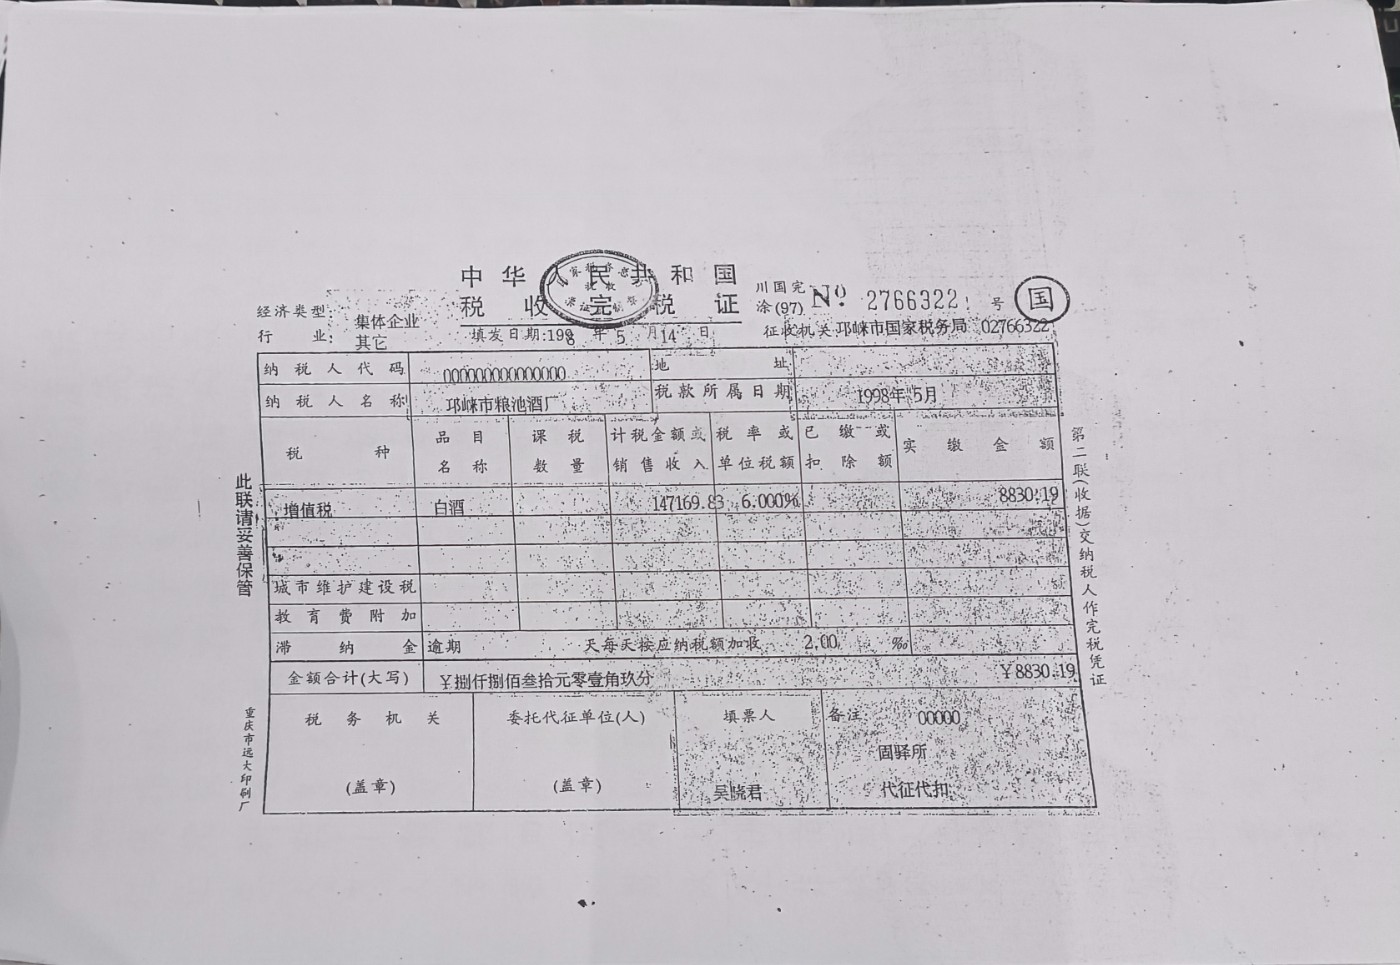 中华人民共和国
税收完税证
川国完
涂(97) №. 2766322 号 国
经济类型: 集体企业
行业: 其它
填发日期:1998年5月14日 征收机关:邛崃市国家税务局 02766322
纳税人代码 000000000000000 地址
纳税人名称 邛崃市粮池酒厂 税款所属日期 1998年5月
税种 品目名称 课税数量 计税金额或销售收入 税率或单位税额 已缴或扣除额 实缴金额
增值税 白酒 147169.83 6.000% 8830.19
城市维护建设税
教育费附加
滞纳金 逾期 天每天按应纳税额加收 2.00 ‰
金额合计(大写) ¥捌仟捌佰叁拾元零壹角玖分 ¥8830.19
税务机关 委托代征单位(人) 填票人 备注: 00000
固驿所
(盖章) (盖章) 吴晓君 代征代扣
此联请妥善保管
重庆市远大印刷厂
第二联(收据)交纳税人作完税凭证